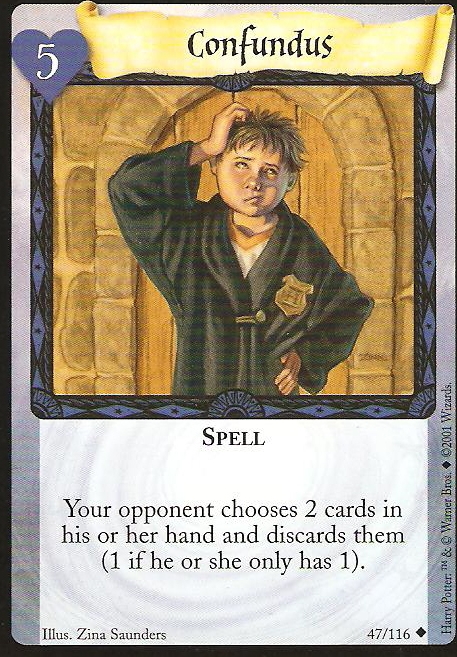 5
Confundus
SPELL
Your opponent chooses 2 cards in
his or her hand and discards them
(1 if he or she only has 1).
Illus. Zina Saunders
47/116 ◆
Harry Potter, ™ & © Warner Bros. ◆ ©2001 Wizards.